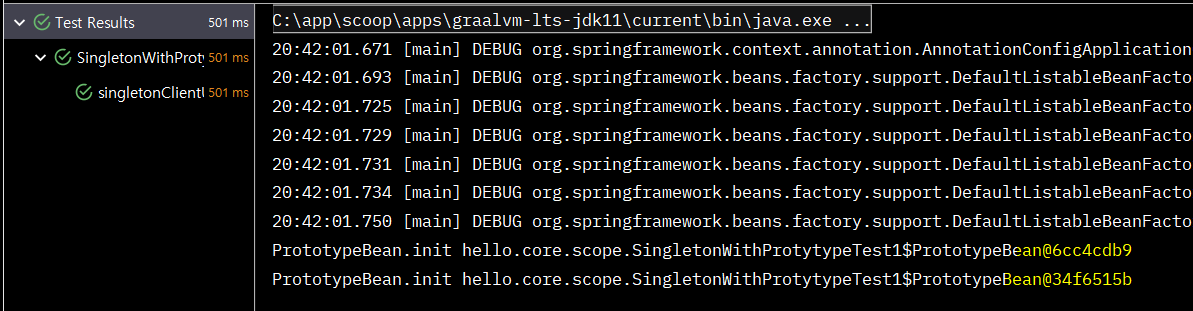 Test Results 501 ms
SingletonWithProty 501 ms
singletonClientU 501 ms
C:\app\scoop\apps\graalvm-lts-jdk11\current\bin\java.exe ...
20:42:01.671 [main] DEBUG org.springframework.context.annotation.AnnotationConfigApplication
20:42:01.693 [main] DEBUG org.springframework.beans.factory.support.DefaultListableBeanFacto
20:42:01.725 [main] DEBUG org.springframework.beans.factory.support.DefaultListableBeanFacto
20:42:01.729 [main] DEBUG org.springframework.beans.factory.support.DefaultListableBeanFacto
20:42:01.731 [main] DEBUG org.springframework.beans.factory.support.DefaultListableBeanFacto
20:42:01.734 [main] DEBUG org.springframework.beans.factory.support.DefaultListableBeanFacto
20:42:01.750 [main] DEBUG org.springframework.beans.factory.support.DefaultListableBeanFacto
PrototypeBean.init hello.core.scope.SingletonWithProtytypeTest1$PrototypeBean@6cc4cdb9
PrototypeBean.init hello.core.scope.SingletonWithProtytypeTest1$PrototypeBean@34f6515b